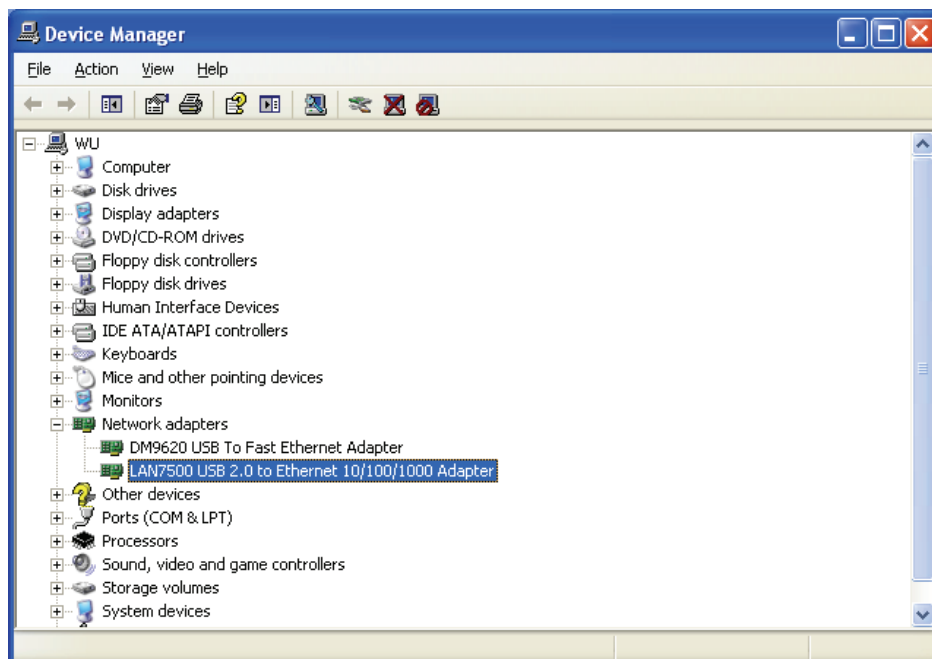 Device Manager
File Action View Help
WU
Computer
Disk drives
Display adapters
DVD/CD-ROM drives
Floppy disk controllers
Floppy disk drives
Human Interface Devices
IDE ATA/ATAPI controllers
Keyboards
Mice and other pointing devices
Monitors
Network adapters
DM9620 USB To Fast Ethernet Adapter
LAN7500 USB 2.0 to Ethernet 10/100/1000 Adapter
Other devices
Ports (COM & LPT)
Processors
Sound, video and game controllers
Storage volumes
System devices